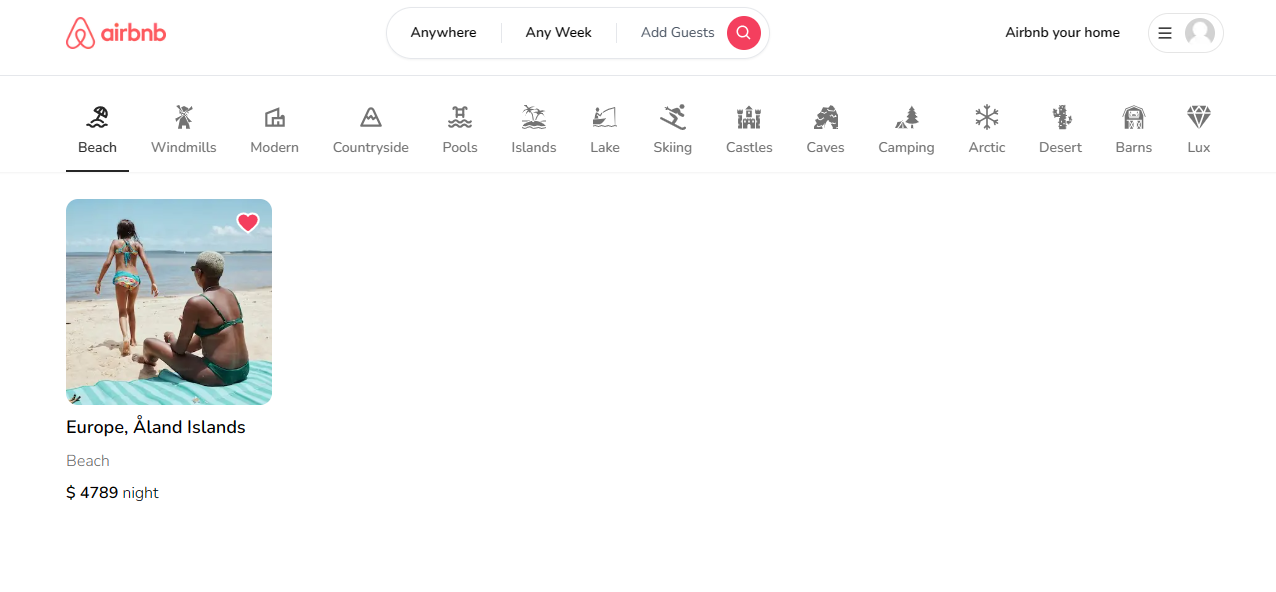 airbnb
Anywhere
Any Week
Add Guests
Airbnb your home
Beach
Windmills
Modern
Countryside
Pools
Islands
Lake
Skiing
Castles
Caves
Camping
Arctic
Desert
Barns
Lux
Europe, Åland Islands
Beach
$ 4789 night